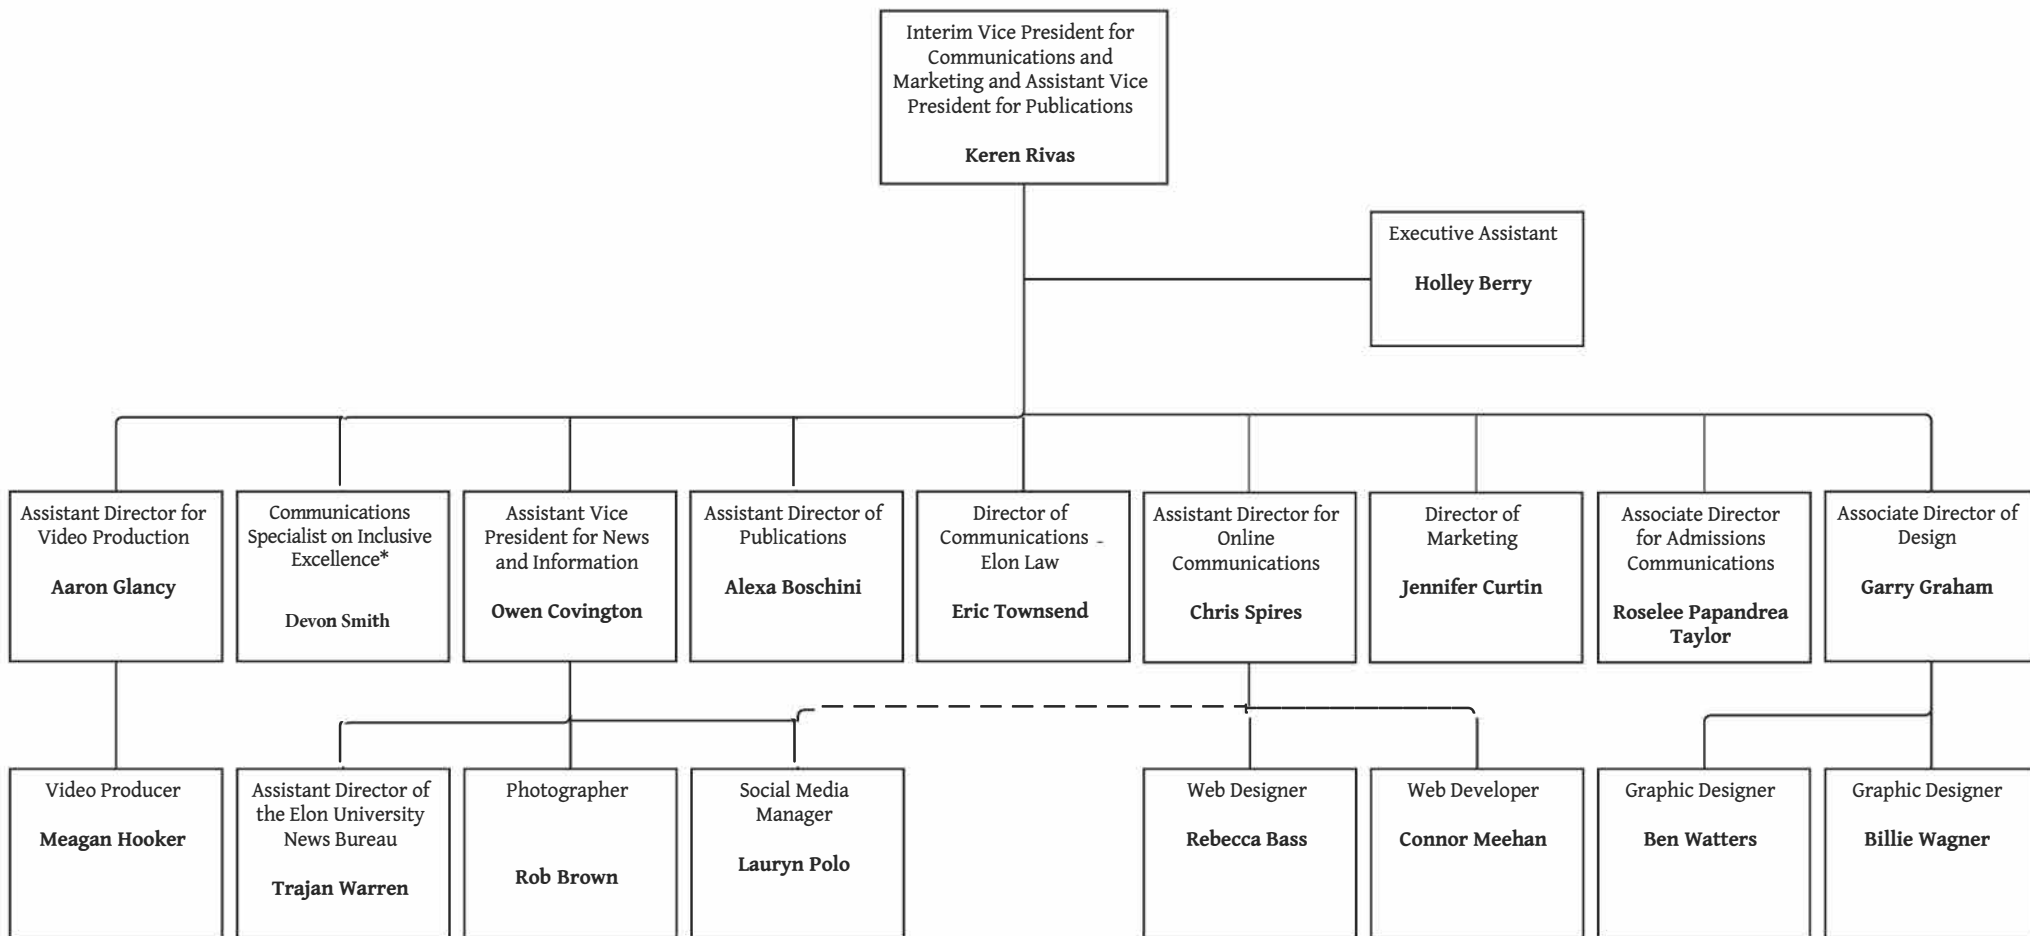 Interim Vice President for
Communications and
Marketing and Assistant Vice
President for Publications
Keren Rivas
Executive Assistant
Holley Berry
Assistant Director for
Video Production
Aaron Glancy
Communications
Specialist on Inclusive
Excellence*
Devon Smith
Assistant Vice
President for News
and Information
Owen Covington
Assistant Director of
Publications
Alexa Boschini
Director of
Communications -
Elon Law
Eric Townsend
Assistant Director for
Online
Communications
Chris Spires
Director of
Marketing
Jennifer Curtin
Associate Director
for Admissions
Communications
Roselee Papandrea
Taylor
Associate Director of
Design
Garry Graham
Video Producer
Meagan Hooker
Assistant Director of
the Elon University
News Bureau
Trajan Warren
Photographer
Rob Brown
Social Media
Manager
Lauryn Polo
Web Designer
Rebecca Bass
Web Developer
Connor Meehan
Graphic Designer
Ben Watters
Graphic Designer
Billie Wagner